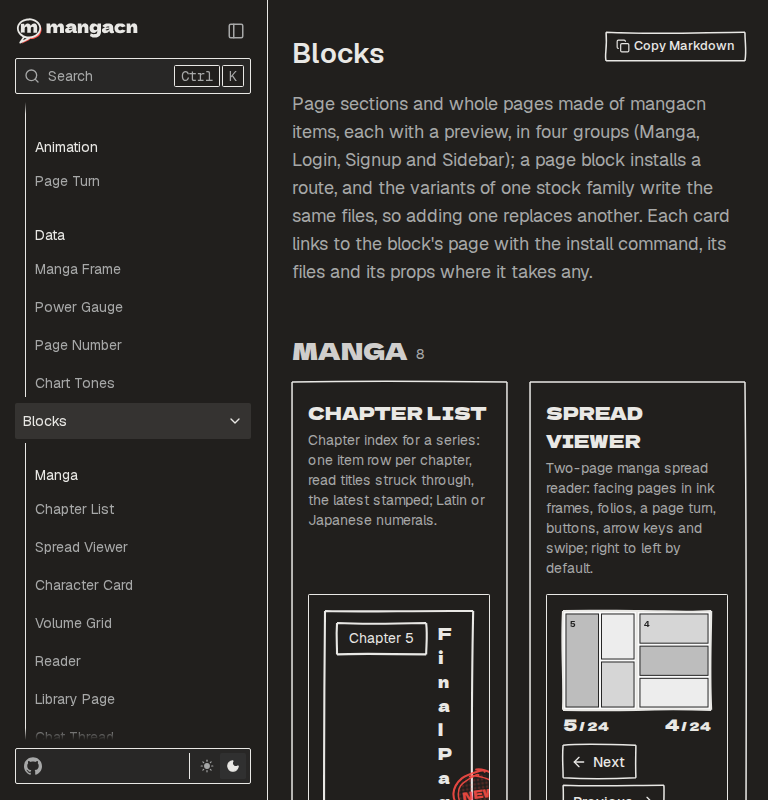 mangacn
Search Ctrl K
Animation
Page Turn
Data
Manga Frame
Power Gauge
Page Number
Chart Tones
Blocks
Manga
Chapter List
Spread Viewer
Character Card
Volume Grid
Reader
Library Page
Chat Thread
Blocks
Copy Markdown
Page sections and whole pages made of mangacn
items, each with a preview, in four groups (Manga,
Login, Signup and Sidebar); a page block installs a
route, and the variants of one stock family write the
same files, so adding one replaces another. Each card
links to the block's page with the install command, its
files and its props where it takes any.
MANGA 8
CHAPTER LIST
Chapter index for a series:
one item row per chapter,
read titles struck through,
the latest stamped; Latin or
Japanese numerals.
Chapter 5
F
i
n
a
l
P
a
NEW
SPREAD
VIEWER
Two-page manga spread
reader: facing pages in ink
frames, folios, a page turn,
buttons, arrow keys and
swipe; right to left by
default.
5 4
5/24 4/24
Next
Previous